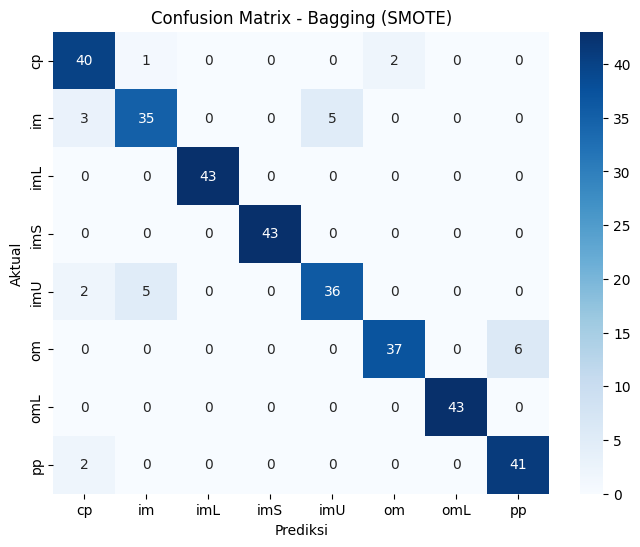 Confusion Matrix - Bagging (SMOTE)
cp 40 1 0 0 0 2 0 0
im 3 35 0 0 5 0 0 0
imL 0 0 43 0 0 0 0 0
imS 0 0 0 43 0 0 0 0
imU 2 5 0 0 36 0 0 0
om 0 0 0 0 0 37 0 6
omL 0 0 0 0 0 0 43 0
pp 2 0 0 0 0 0 0 41
cp im imL imS imU om omL pp
Aktual
Prediksi
40
35
30
25
20
15
10
5
0